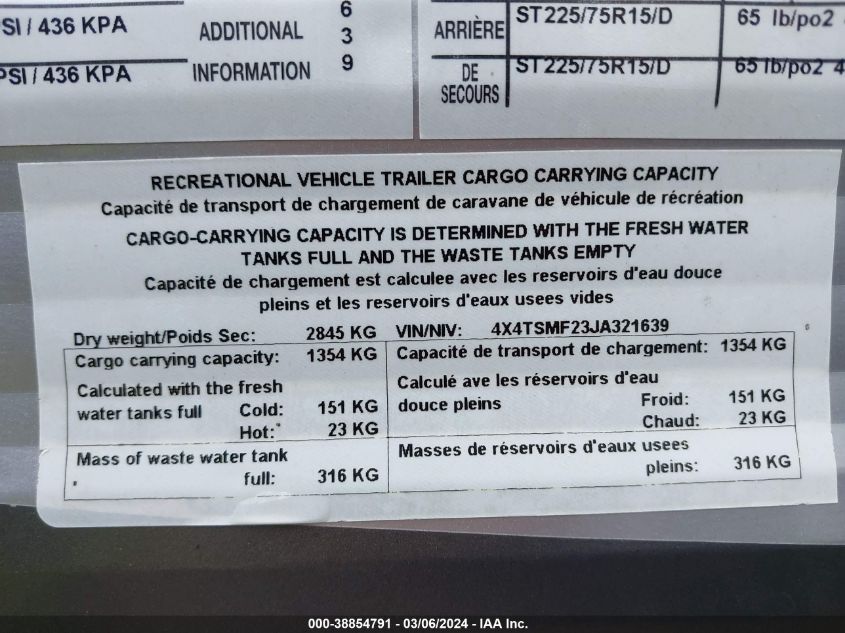 SI / 436 KPA
PSI / 436 KPA
ADDITIONAL
INFORMATION
6
3
9
ARRIÈRE ST225/75R15/D 65 lb/po2
DE SECOURS ST225/75R15/D 65 lb/po2 4
RECREATIONAL VEHICLE TRAILER CARGO CARRYING CAPACITY
Capacité de transport de chargement de caravane de véhicule de récréation
CARGO-CARRYING CAPACITY IS DETERMINED WITH THE FRESH WATER
TANKS FULL AND THE WASTE TANKS EMPTY
Capacité de chargement est calculee avec les reservoirs d'eau douce
pleins et les reservoirs d'eaux usees vides
Dry weight/Poids Sec: 2845 KG VIN/NIV: 4X4TSMF23JA321639
Cargo carrying capacity: 1354 KG Capacité de transport de chargement: 1354 KG
Calculated with the fresh
water tanks full Cold: 151 KG
Hot: 23 KG
Calculé ave les réservoirs d'eau
douce pleins Froid: 151 KG
Chaud: 23 KG
Mass of waste water tank
full: 316 KG
Masses de réservoirs d'eaux usees
pleins: 316 KG
000-38854791 - 03/06/2024 - IAA Inc.